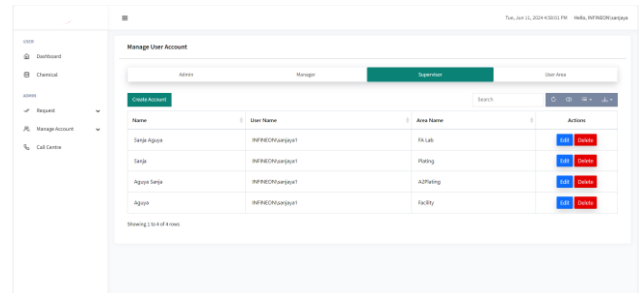 Tue, Jun 11, 2024 4:58:01 PM Hello, INFINEON\sanjaya
USER
Dashboard
Chemical
ADMIN
Request
Manage Account
Call Centre
Manage User Account
Admin Manager Supervisor User Area
Create Account Search
Name User Name Area Name Actions
Sanja Aguya INFINEON\sanjaya1 FA Lab Edit Delete
Sanja INFINEON\sanjaya1 Plating Edit Delete
Aguya Sanja INFINEON\sanjaya1 A2Plating Edit Delete
Aguya INFINEON\sanjaya1 Facility Edit Delete
Showing 1 to 4 of 4 rows